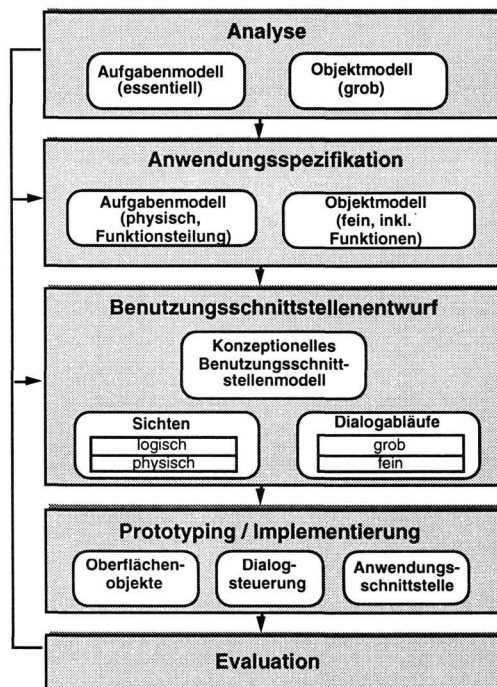 Analyse
Aufgabenmodell
(essentiell)
Objektmodell
(grob)
Anwendungsspezifikation
Aufgabenmodell
(physisch,
Funktionsteilung)
Objektmodell
(fein, inkl.
Funktionen)
Benutzungsschnittstellenentwurf
Konzeptionelles
Benutzungsschnitt-
stellenmodell
Sichten
logisch
physisch
Dialogabläufe
grob
fein
Prototyping / Implementierung
Oberflächen-
objekte
Dialog-
steuerung
Anwendungs-
schnittstelle
Evaluation